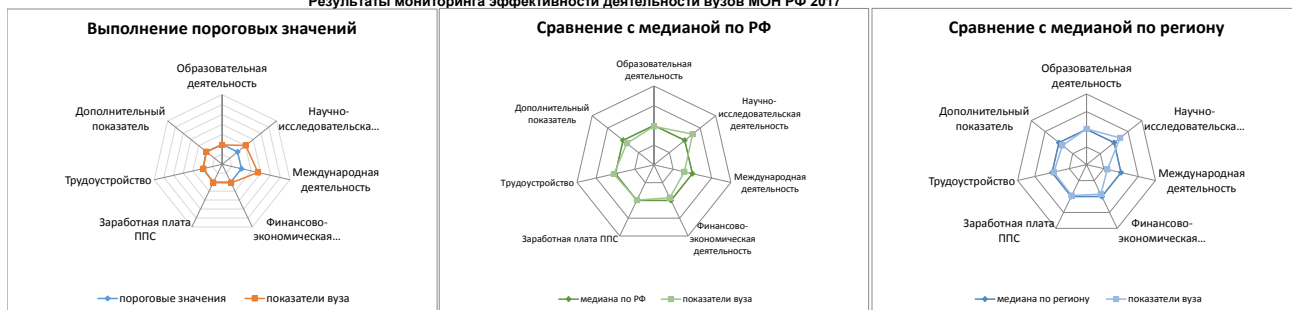 Результаты мониторинга эффективности деятельности вузов МОН РФ 2017
Выполнение пороговых значений
Образовательная
деятельность
Научно-
исследовательска...
Международная
деятельность
Финансово-
экономическая...
Заработная плата
ППС
Трудоустройство
Дополнительный
показатель
пороговые значения
показатели вуза
Сравнение с медианой по РФ
Образовательная
деятельность
Научно-
исследовательская
деятельность
Международная
деятельность
Финансово-
экономическая
деятельность
Заработная плата ППС
Трудоустройство
Дополнительный
показатель
медиана по РФ
показатели вуза
Сравнение с медианой по региону
Образовательная
деятельность
Научно-
исследовательска...
Международная
деятельность
Финансово-
экономическая...
Заработная плата
ППС
Трудоустройство
Дополнительный
показатель
медиана по региону
показатели вуза